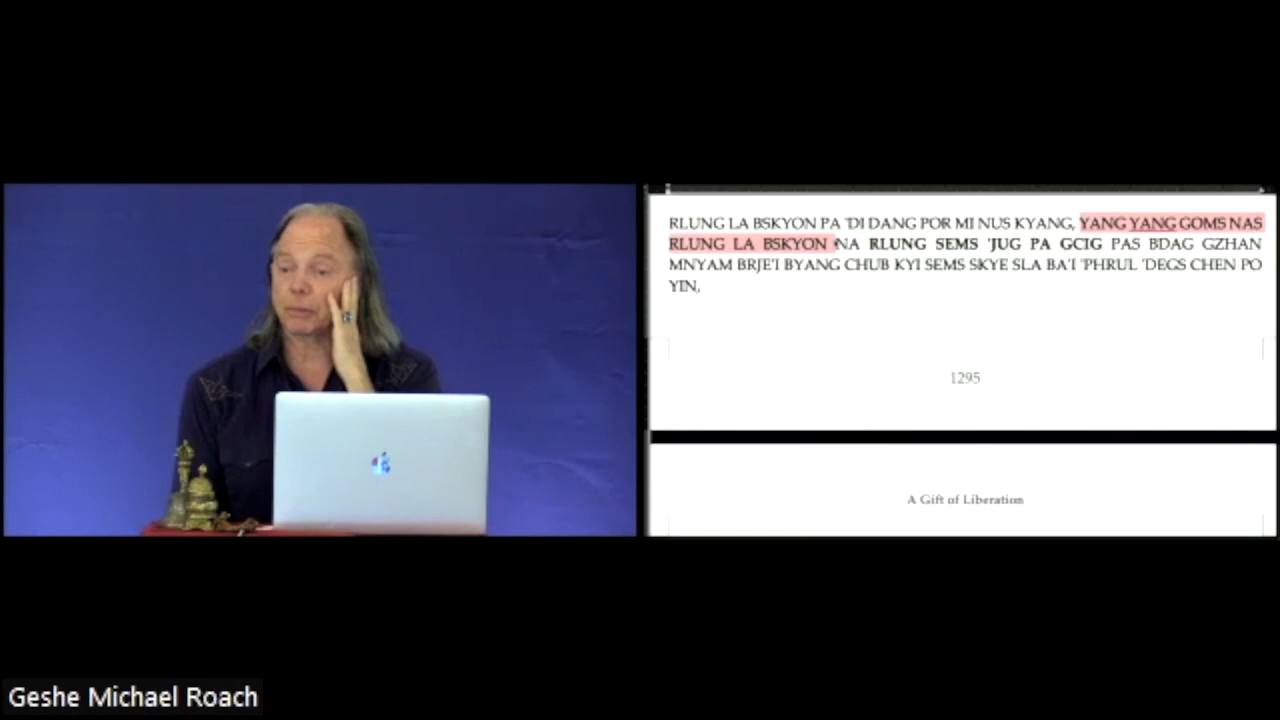 RLUNG LA BSKYON PA 'DI DANG POR MI NUS KYANG, YANG YANG GOMS NAS
RLUNG LA BSKYON NA RLUNG SEMS 'JUG PA GCIG PAS BDAG GZHAN
MNYAM BRJE'I BYANG CHUB KYI SEMS SKYE SLA BA'I 'PHRUL 'DEGS CHEN PO
YIN,
1295
A Gift of Liberation
Geshe Michael Roach